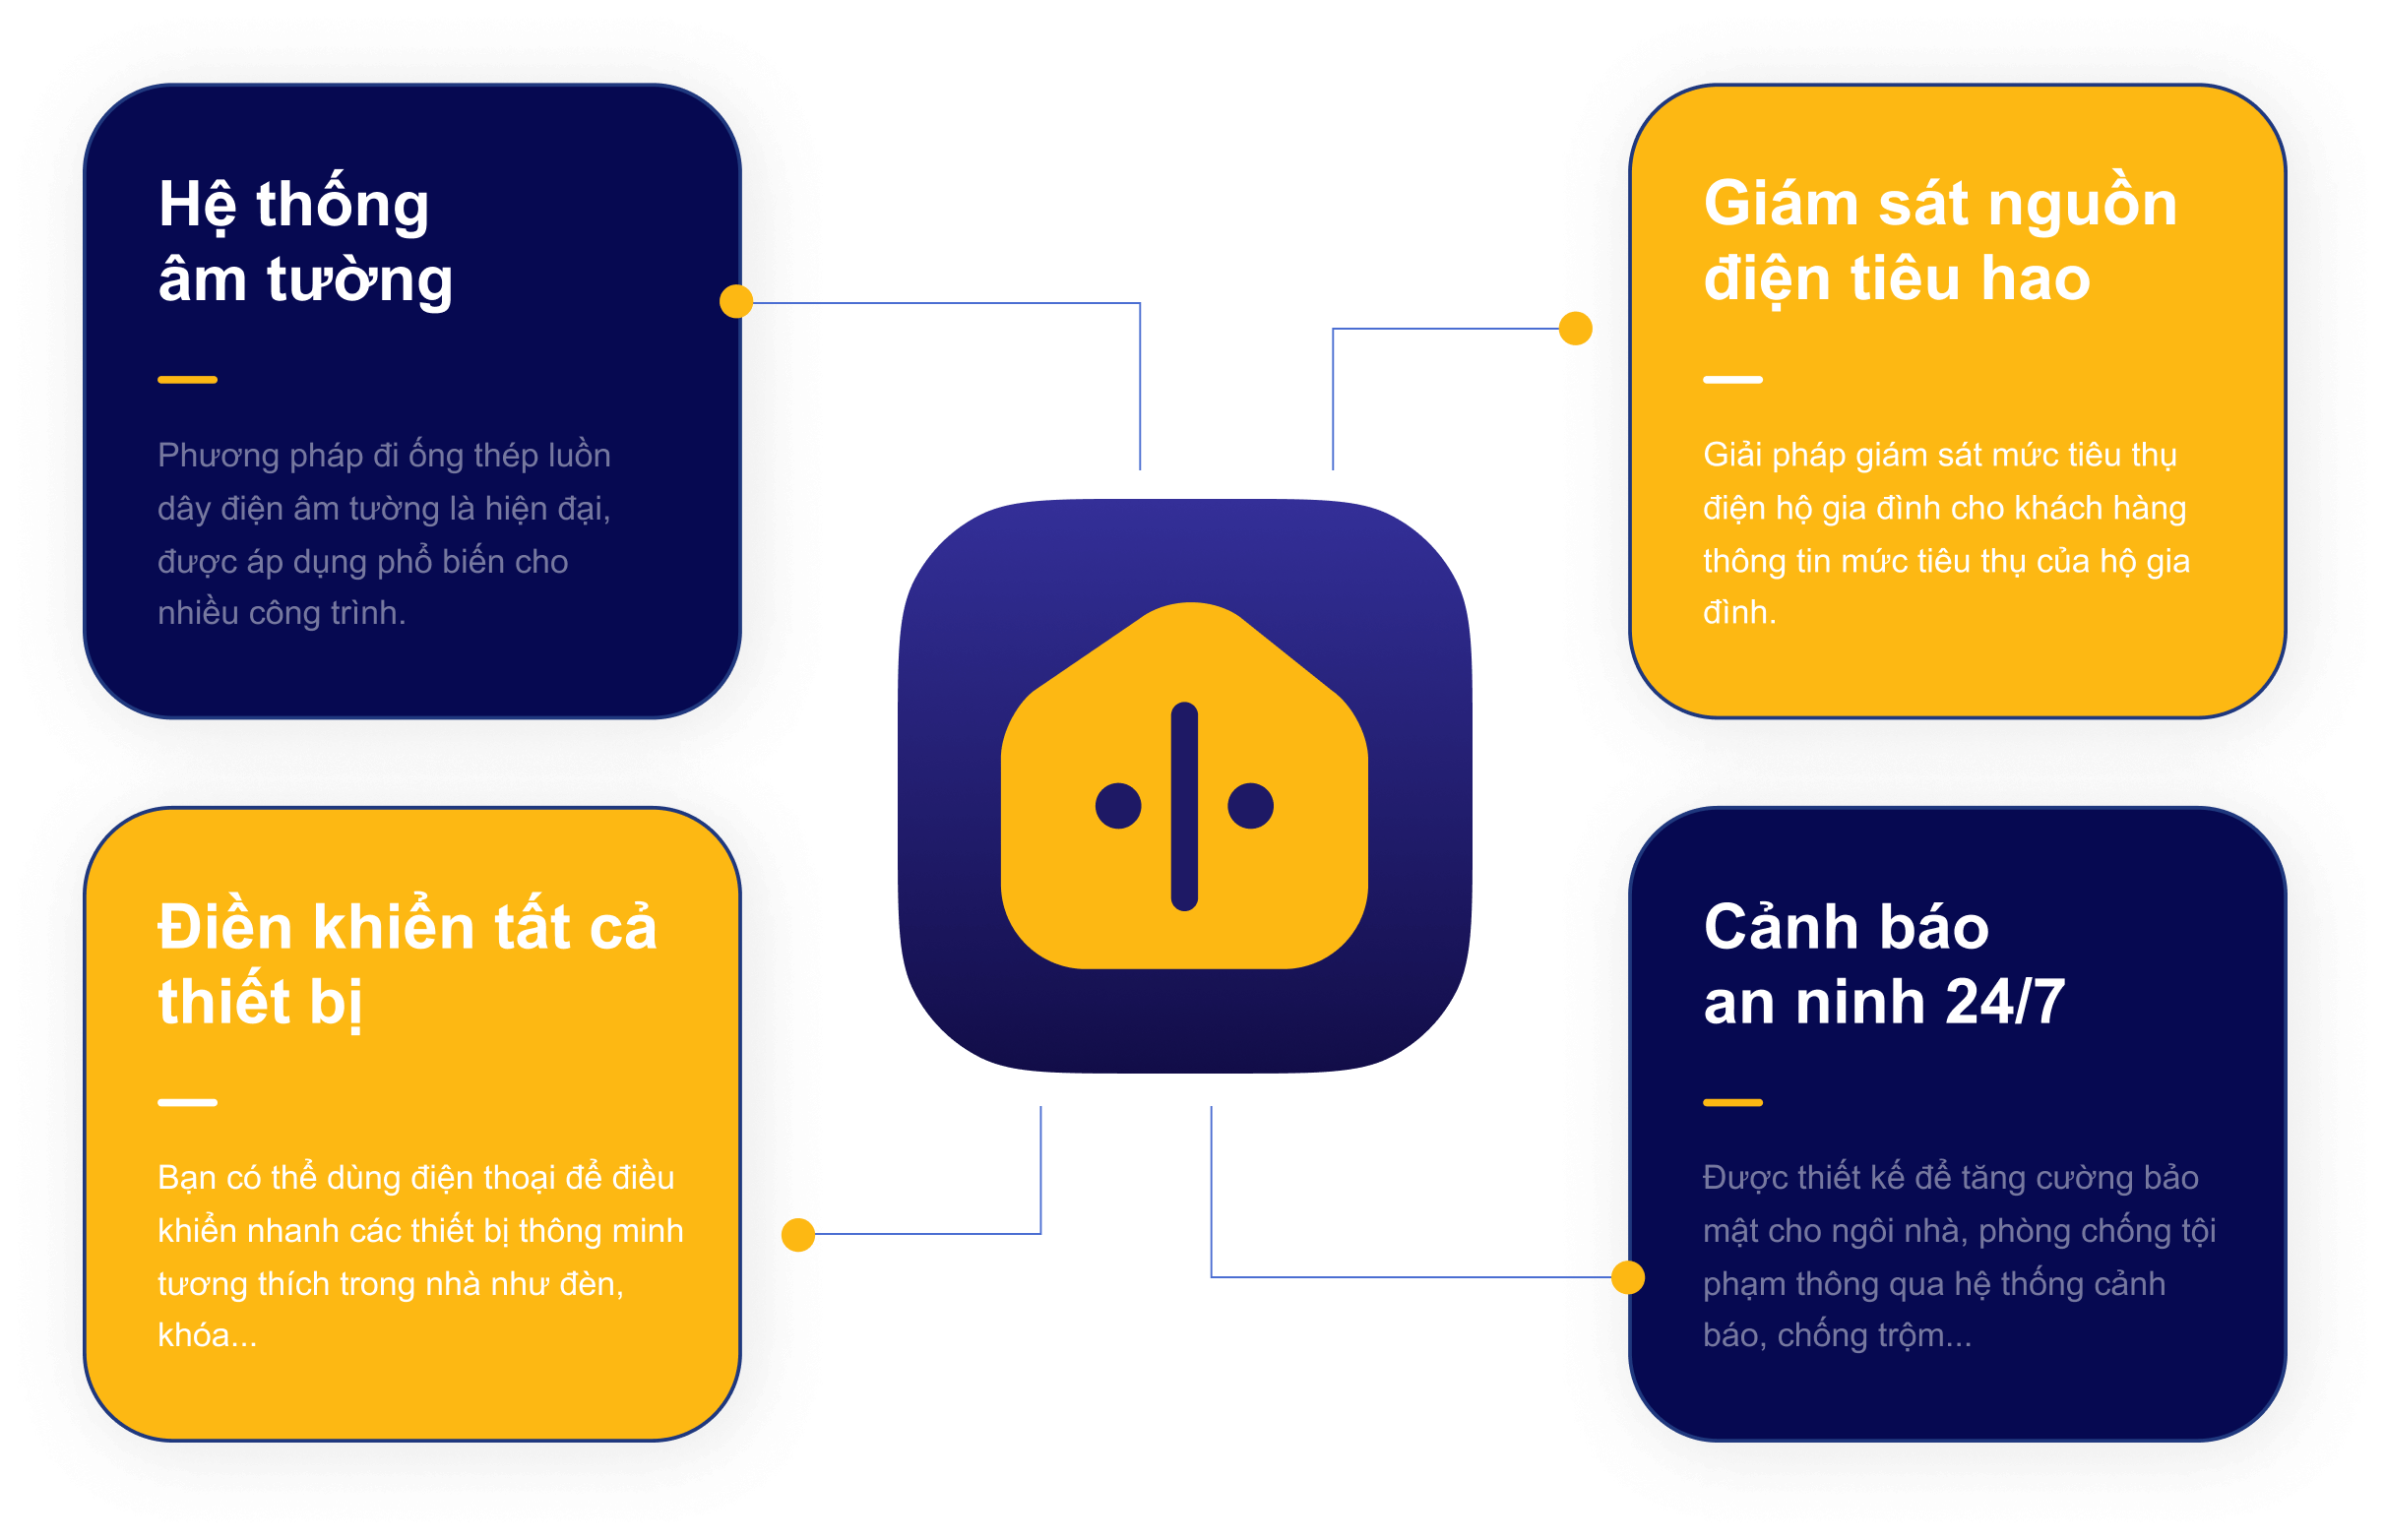 Hệ thống
âm tường
Phương pháp đi ống thép luồn
dây điện âm tường là hiện đại,
được áp dụng phổ biến cho
nhiều công trình.
Giám sát nguồn
điện tiêu hao
Giải pháp giám sát mức tiêu thụ
điện hộ gia đình cho khách hàng
thông tin mức tiêu thụ của hộ gia
đình.
Điền khiển tất cả
thiết bị
Bạn có thể dùng điện thoại để điều
khiển nhanh các thiết bị thông minh
tương thích trong nhà như đèn,
khóa...
Cảnh báo
an ninh 24/7
Được thiết kế để tăng cường bảo
mật cho ngôi nhà, phòng chống tội
phạm thông qua hệ thống cảnh
báo, chống trộm...